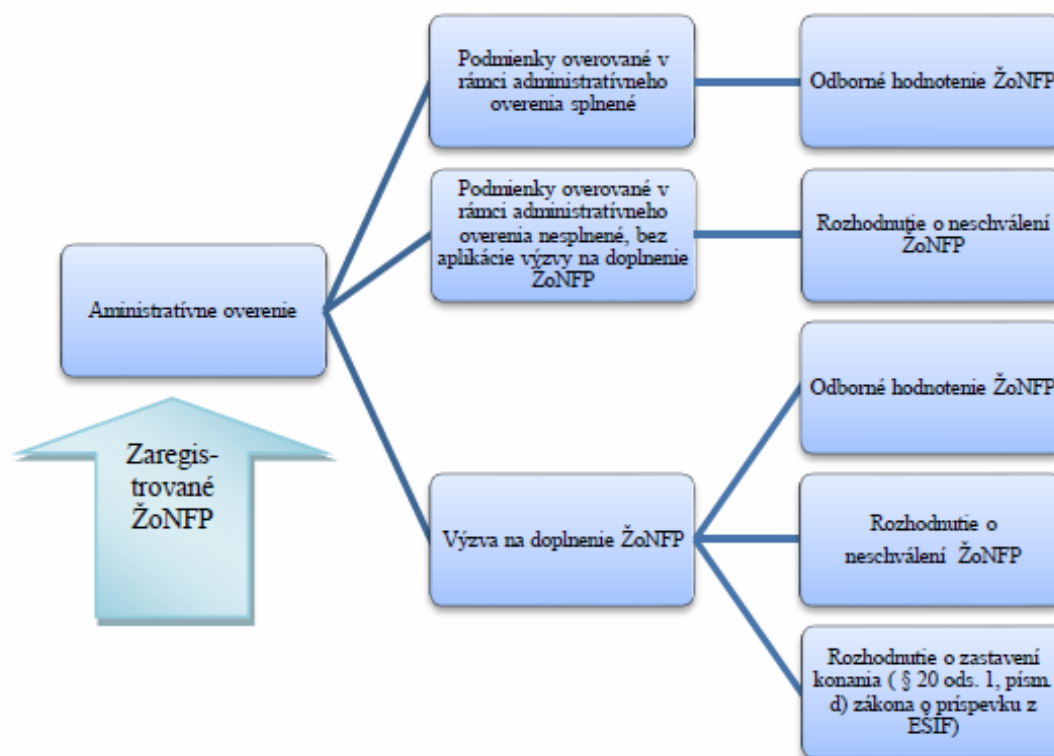 Podmienky overované v
rámci administratívneho
overenia splnené
Odborné hodnotenie ŽoNFP
Podmienky overované v
rámci administratívneho
overenia nesplnené, bez
aplikácie výzvy na doplnenie
ŽoNFP
Rozhodnutie o neschválení
ŽoNFP
Aministratívne overenie
Zaregis-
trované
ŽoNFP
Výzva na doplnenie ŽoNFP
Odborné hodnotenie ŽoNFP
Rozhodnutie o
neschválení ŽoNFP
Rozhodnutie o zastavení
konania ( § 20 ods. 1, písm.
d) zákona o príspevku z
EŠIF)